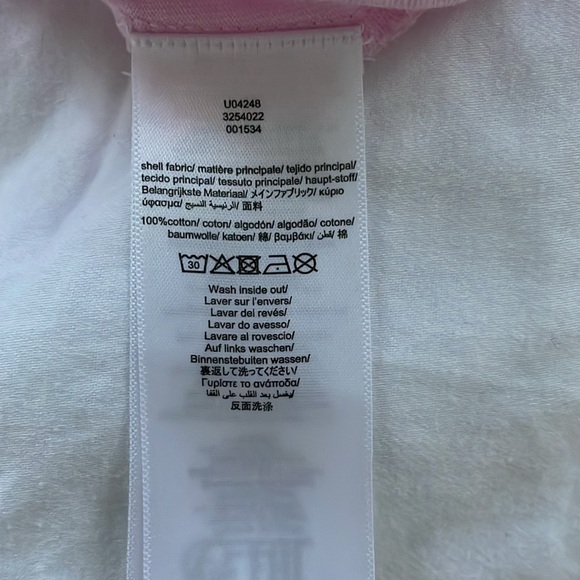 U04248
3254022
001534
shell fabric/ matière principale/ tejido principal/
tecido principal/ tessuto principale/ haupt-stoff/
Belangrijkste Materiaal/ メインファブリック/ κύριο
ύφασμα/ الرئيسية النسيج/ 面料
100%cotton/ coton/ algodón/ algodão/ cotone/
baumwolle/ katoen/ 綿/ βαμβάκι/ قطن/ 棉
30
Wash inside out/
Laver sur l'envers/
Lavar del revés/
Lavar do avesso/
Lavare al rovescio/
Auf links waschen/
Binnenstebuiten wassen/
裏返して洗ってください/
Γυρίστε το ανάποδα/
يغسل بعد القلب على القفا/
反面洗涤